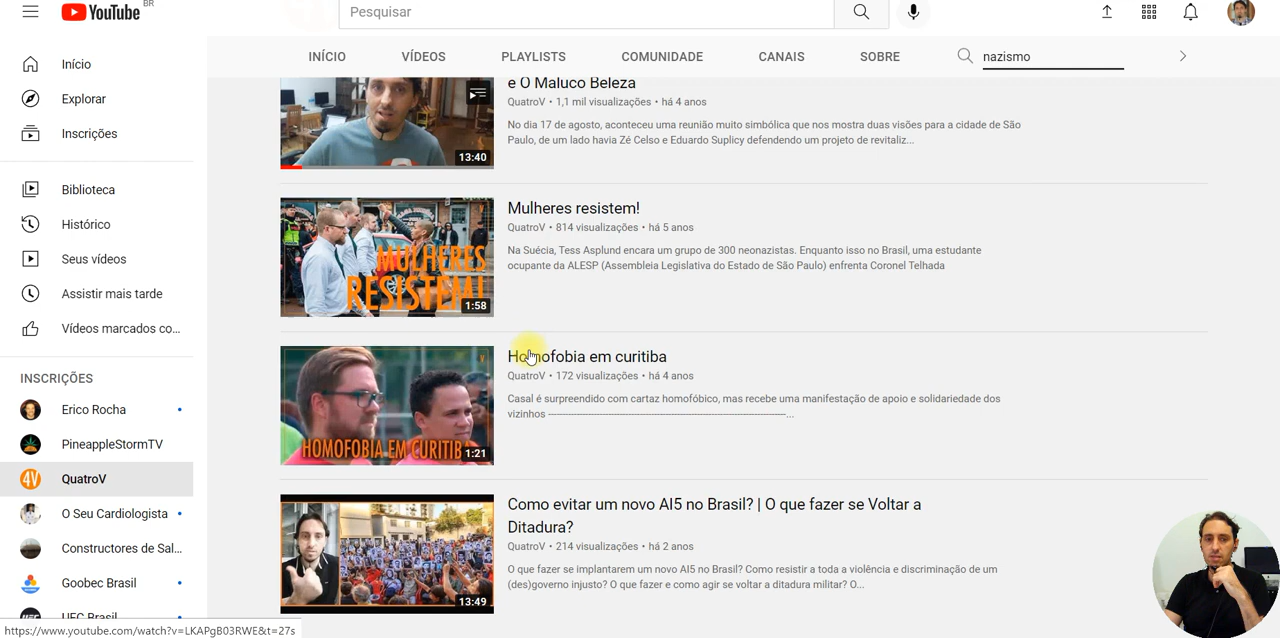 YouTube BR
Pesquisar
INÍCIO VÍDEOS PLAYLISTS COMUNIDADE CANAIS SOBRE nazismo
Início
Explorar
Inscrições
Biblioteca
Histórico
Seus vídeos
Assistir mais tarde
Vídeos marcados co...
INSCRIÇÕES
Erico Rocha
PineappleStormTV
4V QuatroV
O Seu Cardiologista
Constructores de Sal...
Goobec Brasil
UFC Brasil
e O Maluco Beleza
QuatroV • 1,1 mil visualizações • há 4 anos
No dia 17 de agosto, aconteceu uma reunião muito simbólica que nos mostra duas visões para a cidade de São
Paulo, de um lado havia Zé Celso e Eduardo Suplicy defendendo um projeto de revitaliz...
13:40
MULHERES
RESISTEM!
1:58
Mulheres resistem!
QuatroV • 814 visualizações • há 5 anos
Na Suécia, Tess Asplund encara um grupo de 300 neonazistas. Enquanto isso no Brasil, uma estudante
ocupante da ALESP (Assembleia Legislativa do Estado de São Paulo) enfrenta Coronel Telhada
HOMOFOBIA EM CURITIBA
1:21
Homofobia em curitiba
QuatroV • 172 visualizações • há 4 anos
Casal é surpreendido com cartaz homofóbico, mas recebe uma manifestação de apoio e solidariedade dos
vizinhos ---------------------------------------------------------------...
13:49
Como evitar um novo AI5 no Brasil? | O que fazer se Voltar a
Ditadura?
QuatroV • 214 visualizações • há 2 anos
O que fazer se implantarem um novo AI5 no Brasil? Como resistir a toda a violência e discriminação de um
(des)governo injusto? O que fazer e como agir se voltar a ditadura militar? O...
https://www.youtube.com/watch?v=LKAPgB03RWE&t=27s